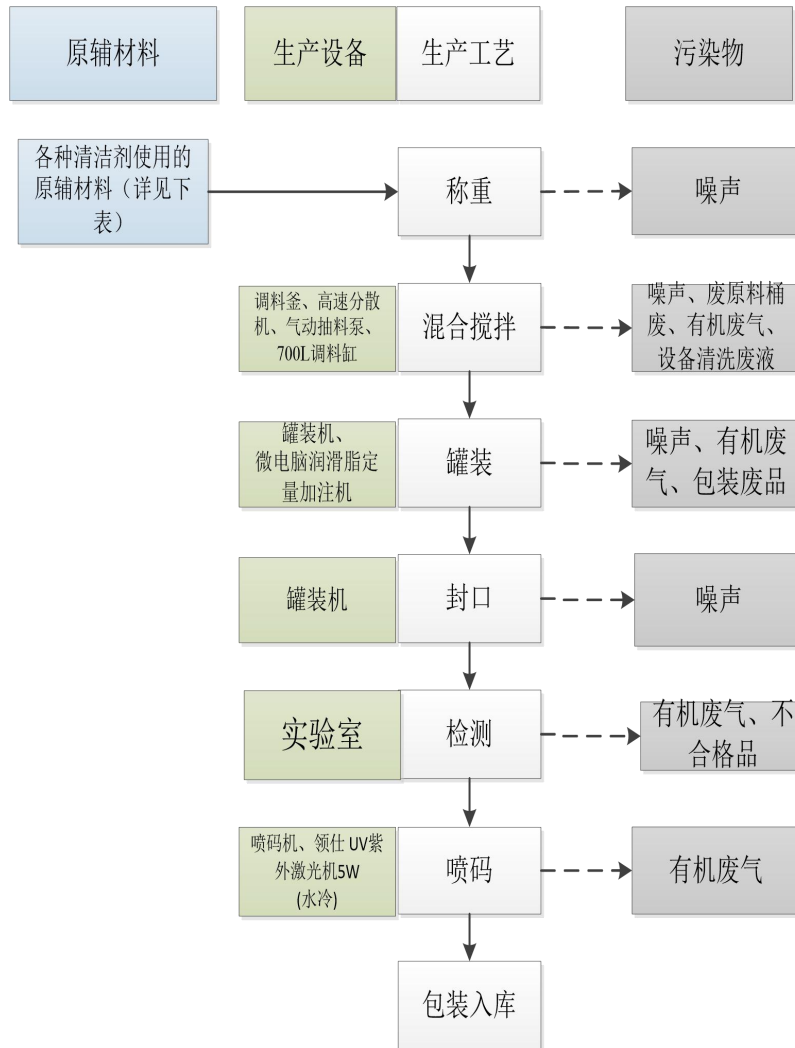 原辅材料
生产设备
生产工艺
污染物
各种清洁剂使用的
原辅材料（详见下
表）
称重
噪声
调料釜、高速分散
机、气动抽料泵、
700L调料缸
混合搅拌
噪声、废原料桶
废、有机废气、
设备清洗废液
罐装机、
微电脑润滑脂定
量加注机
罐装
噪声、有机废
气、包装废品
罐装机
封口
噪声
实验室
检测
有机废气、不
合格品
喷码机、领仕 UV紫
外激光机5W
(水冷)
喷码
有机废气
包装入库